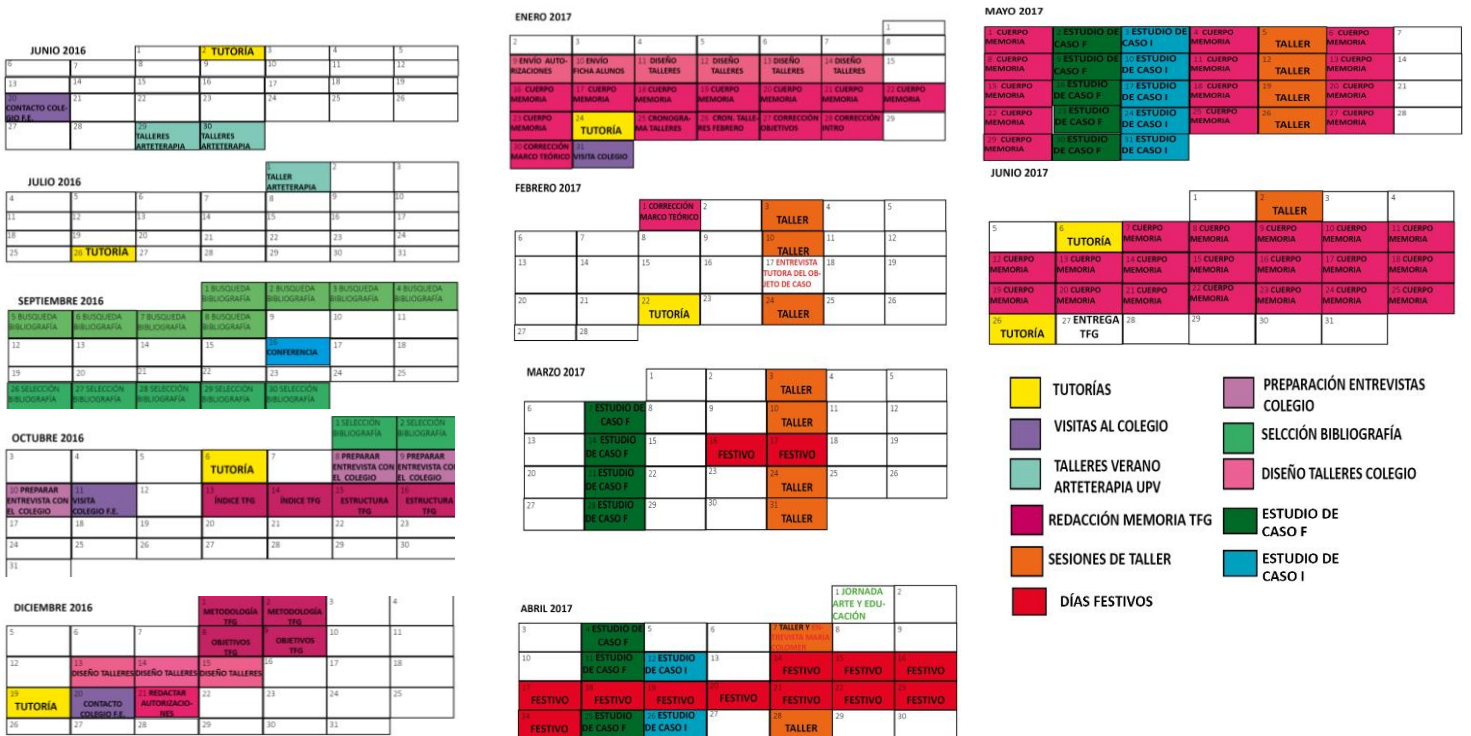 JUNIO 2016
1 2 TUTORÍA 3 4 5
6 7 8 9 10 11 12
13 14 15 16 17 18 19
20 CONTACTO COLE-GIO F.E. 21 22 23 24 25 26
27 28 29 TALLERES ARTETERAPIA 30 TALLERES ARTETERAPIA
JULIO 2016
1 TALLER ARTETERAPIA 2 3
4 5 6 7 8 9 10
11 12 13 14 15 16 17
18 19 20 21 22 23 24
25 26 TUTORÍA 27 28 29 30 31
SEPTIEMBRE 2016
1 BUSQUEDA BIBLIOGRAFÍA 2 BUSQUEDA BIBLIOGRAFÍA 3 BUSQUEDA BIBLIOGRAFÍA 4 BUSQUEDA BIBLIOGRAFÍA
5 BUSQUEDA BIBLIOGRAFÍA 6 BUSQUEDA BIBLIOGRAFÍA 7 BUSQUEDA BIBLIOGRAFÍA 8 BUSQUEDA BIBLIOGRAFÍA 9 10 11
12 13 14 15 16 CONFERENCIA 17 18
19 20 21 22 23 24 25
26 SELECCIÓN BIBLIOGRAFÍA 27 SELECCIÓN BIBLIOGRAFÍA 28 SELECCIÓN BIBLIOGRAFÍA 29 SELECCIÓN BIBLIOGRAFÍA 30 SELECCIÓN BIBLIOGRAFÍA
OCTUBRE 2016
1 SELECCIÓN BIBLIOGRAFÍA 2 SELECCIÓN BIBLIOGRAFÍA
3 4 5 6 TUTORÍA 7 8 PREPARAR ENTREVISTA CON EL COLEGIO 9 PREPARAR ENTREVISTA CON EL COLEGIO
10 PREPARAR ENTREVISTA CON EL COLEGIO 11 VISITA COLEGIO F.E. 12 13 ÍNDICE TFG 14 ÍNDICE TFG 15 ESTRUCTURA TFG 16 ESTRUCTURA TFG
17 18 19 20 21 22 23
24 25 26 27 28 29 30
31
DICIEMBRE 2016
1 METODOLOGÍA TFG 2 METODOLOGÍA TFG 3 4
5 6 7 8 OBJETIVOS TFG 9 OBJETIVOS TFG 10 11
12 13 DISEÑO TALLERES 14 DISEÑO TALLERES 15 DISEÑO TALLERES 16 17 18
19 TUTORÍA 20 CONTACTO COLEGIO F.E. 21 REDACTAR AUTORIZACIO-NES 22 23 24 25
26 27 28 29 30 31
ENERO 2017
1
2 3 4 5 6 7 8
9 ENVÍO AUTO-RIZACIONES 10 ENVÍO FICHA ALUNOS 11 DISEÑO TALLERES 12 DISEÑO TALLERES 13 DISEÑO TALLERES 14 DISEÑO TALLERES 15
16 CUERPO MEMORIA 17 CUERPO MEMORIA 18 CUERPO MEMORIA 19 CUERPO MEMORIA 20 CUERPO MEMORIA 21 CUERPO MEMORIA 22 CUERPO MEMORIA
23 CUERPO MEMORIA 24 TUTORÍA 25 CRONOGRA-MA TALLERES 26 CRON. TALLE-RES FEBRERO 27 CORRECCIÓN OBJETIVOS 28 CORRECCIÓN INTRO 29
30 CORRECCIÓN MARCO TEÓRICO 31 VISITA COLEGIO
FEBRERO 2017
1 CORRECCIÓN MARCO TEÓRICO 2 3 TALLER 4 5
6 7 8 9 10 TALLER 11 12
13 14 15 16 17 ENTREVISTA TUTORA DEL OB-JETO DE CASO 18 19
20 21 22 TUTORÍA 23 24 TALLER
27 28
MARZO 2017
1 2 3 TALLER 4 5
6 7 ESTUDIO DE CASO F 8 9 10 TALLER 11 12
13 14 ESTUDIO DE CASO F 15 16 FESTIVO 17 FESTIVO 18 19
20 21 ESTUDIO DE CASO F 22 23 24 TALLER 25 26
27 28 ESTUDIO DE CASO F 29 30 31 TALLER
ABRIL 2017
1 JORNADA ARTE Y EDU-CACIÓN 2
3 4 ESTUDIO DE CASO F 5 6 7 TALLER Y EN-TREVISTA MARÍA COLOMER 8 9
10 11 ESTUDIO DE CASO F 12 ESTUDIO DE CASO I 13 14 FESTIVO 15 FESTIVO 16 FESTIVO
17 FESTIVO 18 FESTIVO 19 FESTIVO 20 FESTIVO 21 FESTIVO 22 FESTIVO 23 FESTIVO
24 FESTIVO 25 ESTUDIO DE CASO F 26 ESTUDIO DE CASO I 27 28 TALLER 29 30
MAYO 2017
1 CUERPO MEMORIA 2 ESTUDIO DE CASO F 3 ESTUDIO DE CASO I 4 CUERPO MEMORIA 5 TALLER 6 CUERPO MEMORIA 7
8 CUERPO MEMORIA 9 ESTUDIO DE CASO F 10 ESTUDIO DE CASO I 11 CUERPO MEMORIA 12 TALLER 13 CUERPO MEMORIA 14
15 CUERPO MEMORIA 16 ESTUDIO DE CASO F 17 ESTUDIO DE CASO I 18 CUERPO MEMORIA 19 TALLER 20 CUERPO MEMORIA 21
22 CUERPO MEMORIA 23 ESTUDIO DE CASO F 24 ESTUDIO DE CASO I 25 CUERPO MEMORIA 26 TALLER 27 CUERPO MEMORIA 28
29 CUERPO MEMORIA 30 ESTUDIO DE CASO F 31 ESTUDIO DE CASO I
JUNIO 2017
1 2 TALLER 3 4
5 6 TUTORÍA 7 CUERPO MEMORIA 8 CUERPO MEMORIA 9 CUERPO MEMORIA 10 CUERPO MEMORIA 11 CUERPO MEMORIA
12 CUERPO MEMORIA 13 CUERPO MEMORIA 14 CUERPO MEMORIA 15 CUERPO MEMORIA 16 CUERPO MEMORIA 17 CUERPO MEMORIA 18 CUERPO MEMORIA
19 CUERPO MEMORIA 20 CUERPO MEMORIA 21 CUERPO MEMORIA 22 CUERPO MEMORIA 23 CUERPO MEMORIA 24 CUERPO MEMORIA 25 CUERPO MEMORIA
26 TUTORÍA 27 ENTREGA TFG 28 29 30 31
TUTORÍAS
VISITAS AL COLEGIO
TALLERES VERANO
ARTETERAPIA UPV
REDACCIÓN MEMORIA TFG
SESIONES DE TALLER
DÍAS FESTIVOS
PREPARACIÓN ENTREVISTAS
COLEGIO
SELCCIÓN BIBLIOGRAFÍA
DISEÑO TALLERES COLEGIO
ESTUDIO DE
CASO F
ESTUDIO DE
CASO I